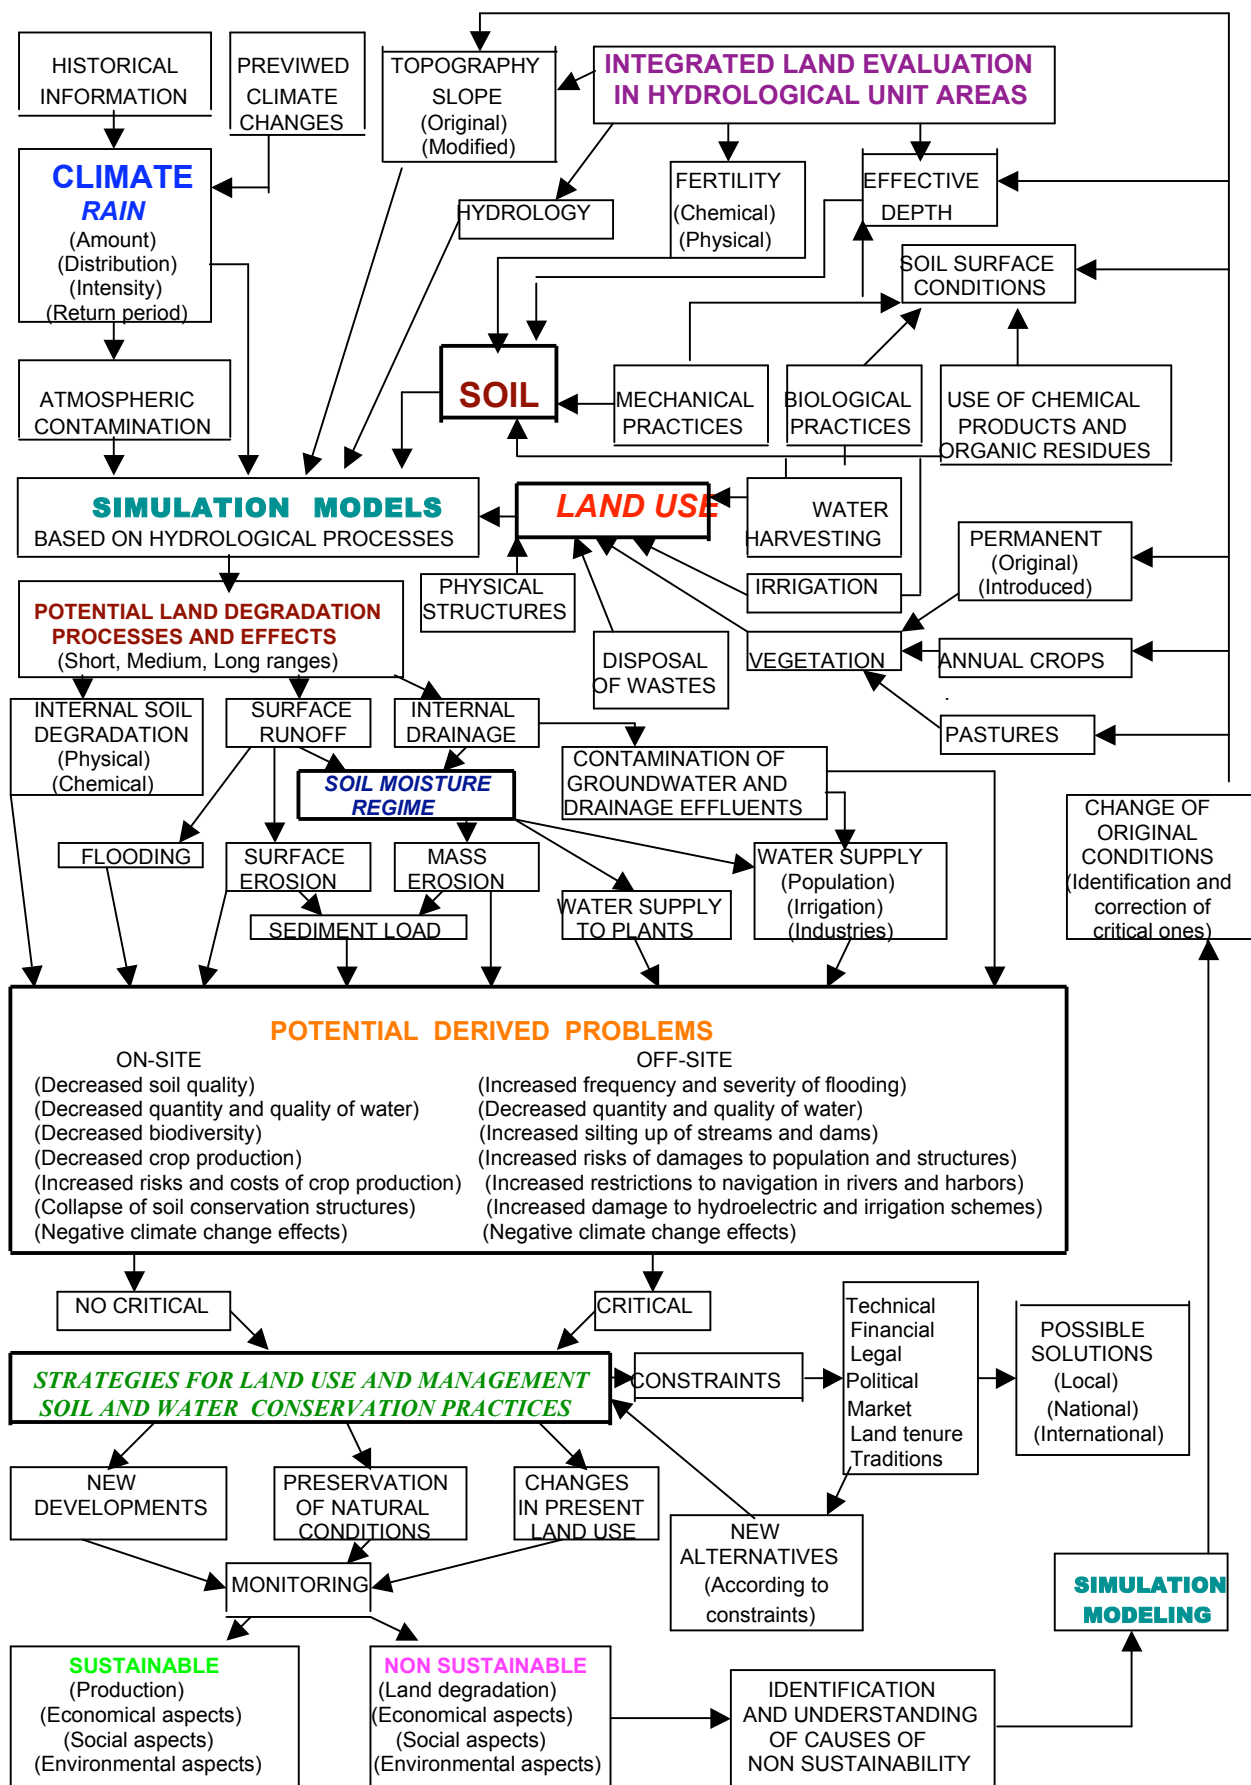 HISTORICAL
INFORMATION
PREVIWED
CLIMATE
CHANGES
TOPOGRAPHY
SLOPE
(Original)
(Modified)
INTEGRATED LAND EVALUATION
IN HYDROLOGICAL UNIT AREAS
CLIMATE
RAIN
(Amount)
(Distribution)
(Intensity)
(Return period)
HYDROLOGY
FERTILITY
(Chemical)
(Physical)
EFFECTIVE
DEPTH
SOIL SURFACE
CONDITIONS
ATMOSPHERIC
CONTAMINATION
SOIL
MECHANICAL
PRACTICES
BIOLOGICAL
PRACTICES
USE OF CHEMICAL
PRODUCTS AND
ORGANIC RESIDUES
SIMULATION MODELS
BASED ON HYDROLOGICAL PROCESSES
LAND USE
WATER
HARVESTING
PERMANENT
(Original)
(Introduced)
PHYSICAL
STRUCTURES
IRRIGATION
POTENTIAL LAND DEGRADATION
PROCESSES AND EFFECTS
(Short, Medium, Long ranges)
DISPOSAL
OF WASTES
VEGETATION
ANNUAL CROPS
.
PASTURES
INTERNAL SOIL
DEGRADATION
(Physical)
(Chemical)
SURFACE
RUNOFF
INTERNAL
DRAINAGE
CONTAMINATION OF
GROUNDWATER AND
DRAINAGE EFFLUENTS
SOIL MOISTURE
REGIME
CHANGE OF
ORIGINAL
CONDITIONS
(Identification and
correction of
critical ones)
FLOODING
SURFACE
EROSION
MASS
EROSION
WATER SUPPLY
(Population)
(Irrigation)
(Industries)
WATER SUPPLY
TO PLANTS
SEDIMENT LOAD
POTENTIAL DERIVED PROBLEMS
ON-SITE
(Decreased soil quality)
(Decreased quantity and quality of water)
(Decreased biodiversity)
(Decreased crop production)
(Increased risks and costs of crop production)
(Collapse of soil conservation structures)
(Negative climate change effects)
OFF-SITE
(Increased frequency and severity of flooding)
(Decreased quantity and quality of water)
(Increased silting up of streams and dams)
(Increased risks of damages to population and structures)
(Increased restrictions to navigation in rivers and harbors)
(Increased damage to hydroelectric and irrigation schemes)
(Negative climate change effects)
NO CRITICAL
CRITICAL
STRATEGIES FOR LAND USE AND MANAGEMENT
SOIL AND WATER CONSERVATION PRACTICES
CONSTRAINTS
Technical
Financial
Legal
Political
Market
Land tenure
Traditions
POSSIBLE
SOLUTIONS
(Local)
(National)
(International)
NEW
DEVELOPMENTS
PRESERVATION
OF NATURAL
CONDITIONS
CHANGES
IN PRESENT
LAND USE
NEW
ALTERNATIVES
(According to
constraints)
MONITORING
SIMULATION
MODELING
SUSTAINABLE
(Production)
(Economical aspects)
(Social aspects)
(Environmental aspects)
NON SUSTAINABLE
(Land degradation)
(Economical aspects)
(Social aspects)
(Environmental aspects)
IDENTIFICATION
AND UNDERSTANDING
OF CAUSES OF
NON SUSTAINABILITY